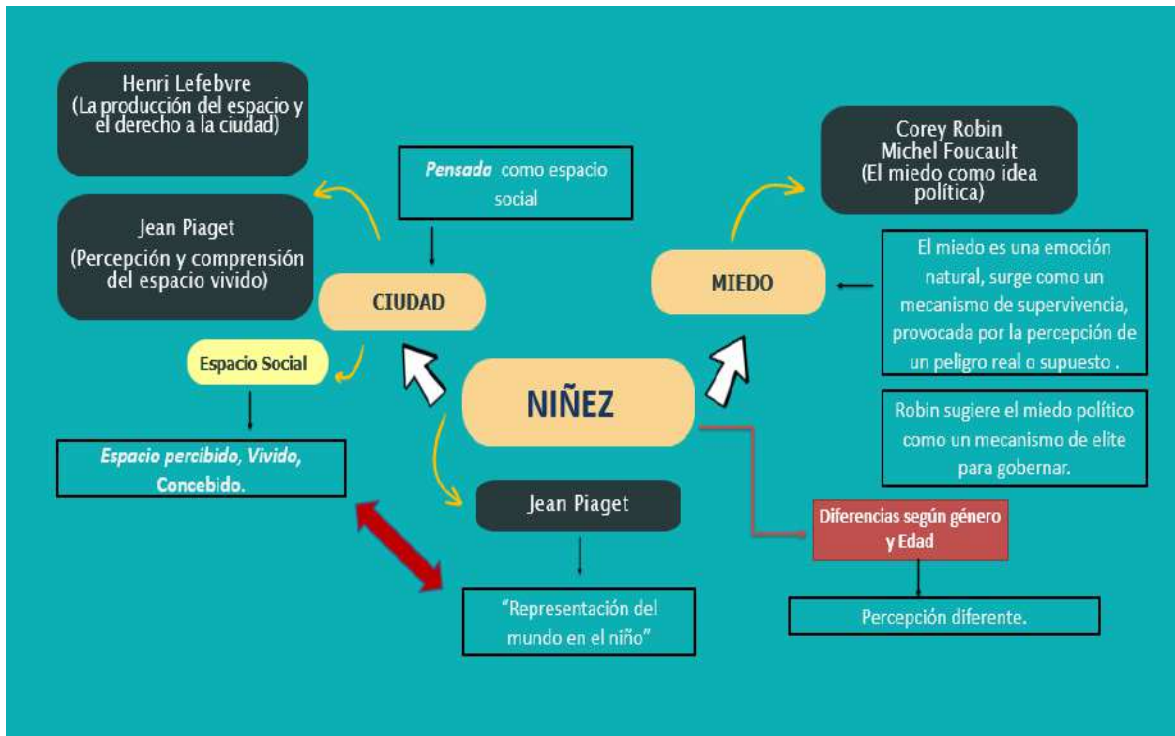 Henri Lefebvre
(La producción del espacio y
el derecho a la ciudad)
Jean Piaget
(Percepción y comprensión
del espacio vivido)
Pensada como espacio
social
CIUDAD
Espacio Social
Espacio percibido, Vivido,
Concebido.
NIÑEZ
Jean Piaget
“Representación del
mundo en el niño”
MIEDO
Corey Robin
Michel Foucault
(El miedo como idea
política)
El miedo es una emoción
natural, surge como un
mecanismo de supervivencia,
provocada por la percepción de
un peligro real o supuesto .
Robin sugiere el miedo político
como un mecanismo de elite
para gobernar.
Diferencias según género
y Edad
Percepción diferente.